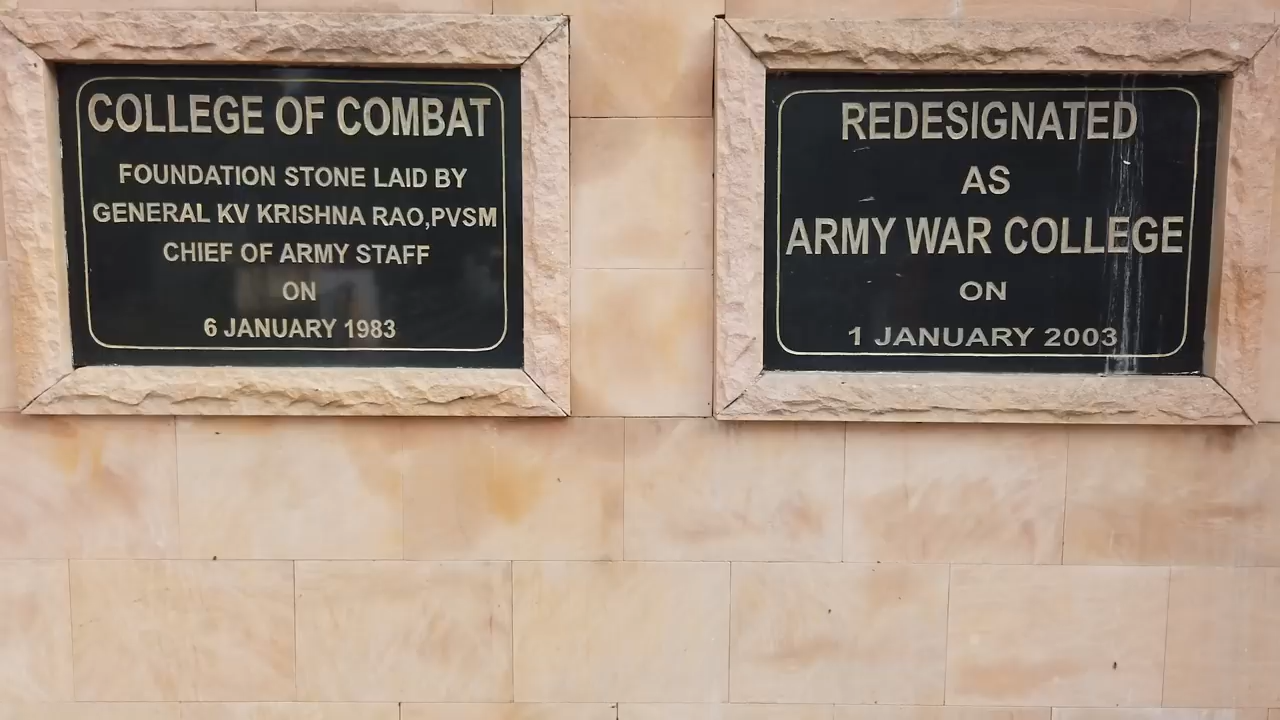 COLLEGE OF COMBAT
FOUNDATION STONE LAID BY
GENERAL KV KRISHNA RAO,PVSM
CHIEF OF ARMY STAFF
ON
6 JANUARY 1983
REDESIGNATED
AS
ARMY WAR COLLEGE
ON
1 JANUARY 2003